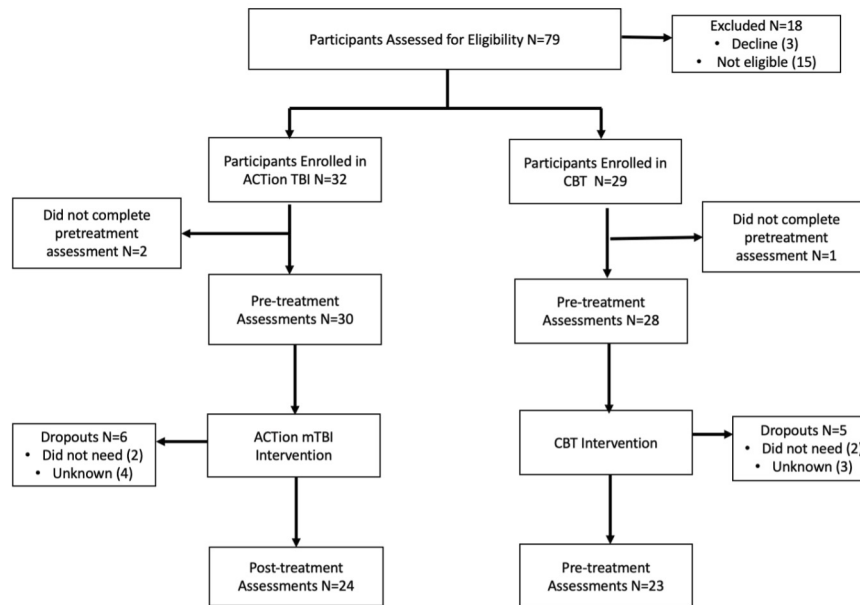 Participants Assessed for Eligibility N=79
Excluded N=18
• Decline (3)
• Not eligible (15)
Participants Enrolled in
ACTion TBI N=32
Participants Enrolled in
CBT N=29
Did not complete
pretreatment
assessment N=2
Did not complete
pretreatment
assessment N=1
Pre-treatment
Assessments N=30
Pre-treatment
Assessments N=28
Dropouts N=6
• Did not need (2)
• Unknown (4)
ACTion mTBI
Intervention
CBT Intervention
Dropouts N=5
• Did not need (2)
• Unknown (3)
Post-treatment
Assessments N=24
Pre-treatment
Assessments N=23